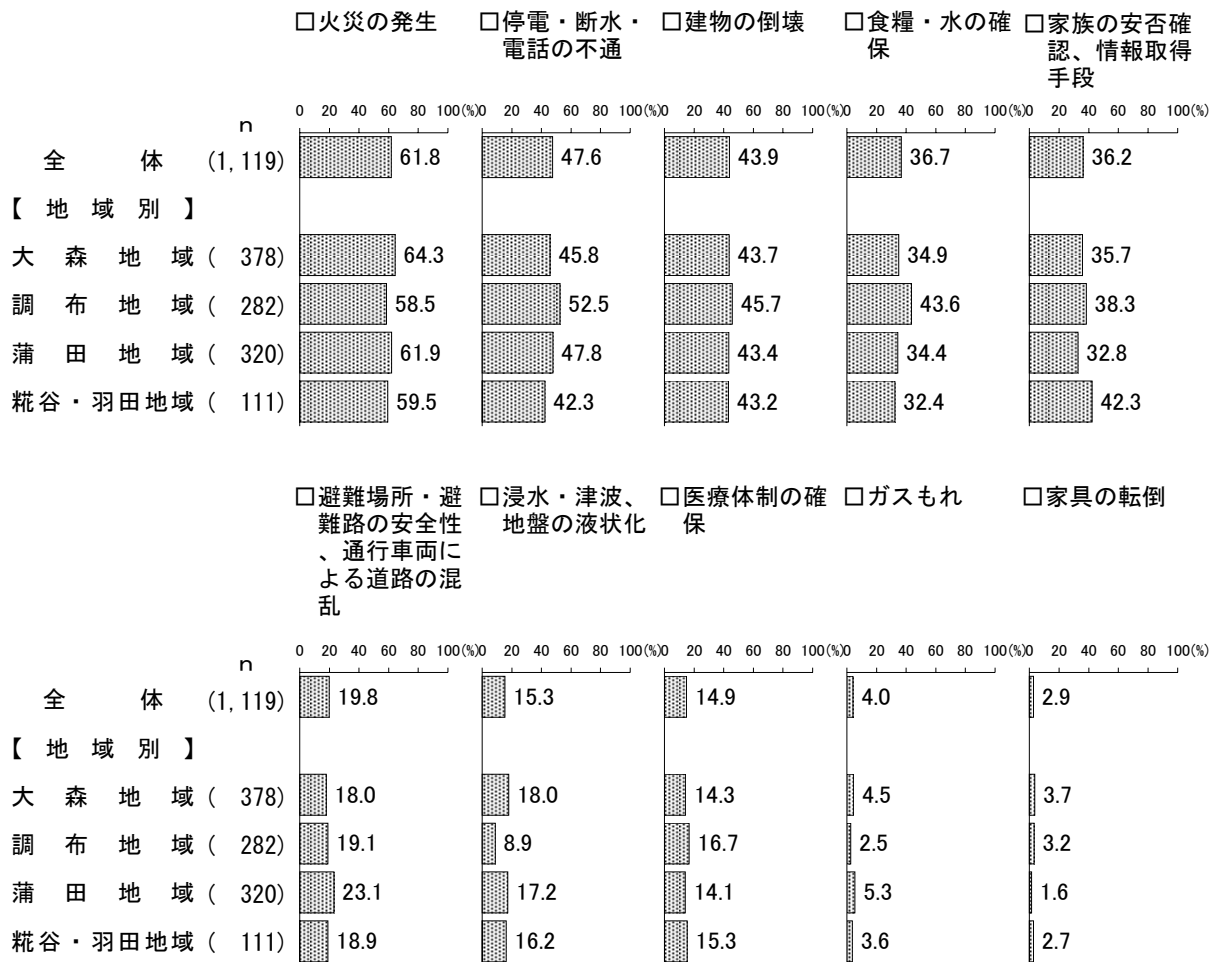 □火災の発生 □停電・断水・ □建物の倒壊 □食糧・水の確 □家族の安否確
電話の不通 保 認、情報取得
手段
0 20 40 60 80 100(%)0 20 40 60 80 100(%)0 20 40 60 80 100(%)0 20 40 60 80 100(%)0 20 40 60 80 100(%)
n
全体 (1,119) 61.8 47.6 43.9 36.7 36.2
【地域別】
大森地域( 378) 64.3 45.8 43.7 34.9 35.7
調布地域( 282) 58.5 52.5 45.7 43.6 38.3
蒲田地域( 320) 61.9 47.8 43.4 34.4 32.8
糀谷・羽田地域( 111) 59.5 42.3 43.2 32.4 42.3
□避難場所・避 □浸水・津波、 □医療体制の確 □ガスもれ □家具の転倒
難路の安全性 地盤の液状化 保
、通行車両に
よる道路の混
乱
0 20 40 60 80 100(%)0 20 40 60 80 100(%)0 20 40 60 80 100(%)0 20 40 60 80 100(%)0 20 40 60 80 100(%)
n
全体 (1,119) 19.8 15.3 14.9 4.0 2.9
【地域別】
大森地域( 378) 18.0 18.0 14.3 4.5 3.7
調布地域( 282) 19.1 8.9 16.7 2.5 3.2
蒲田地域( 320) 23.1 17.2 14.1 5.3 1.6
糀谷・羽田地域( 111) 18.9 16.2 15.3 3.6 2.7